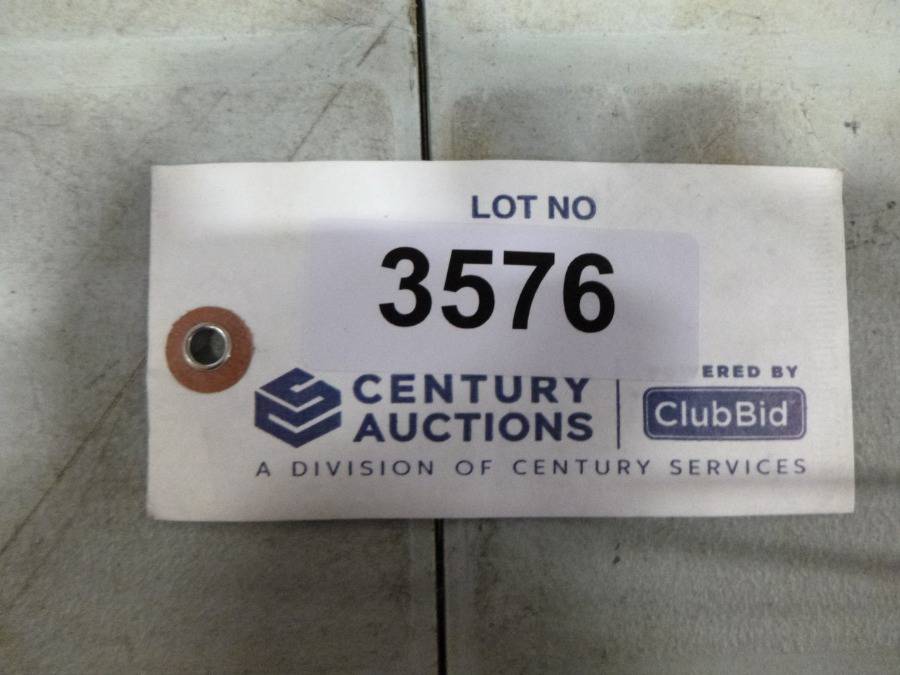 LOT NO
3576
CENTURY
AUCTIONS
ERED BY
ClubBid
A DIVISION OF CENTURY SERVICES